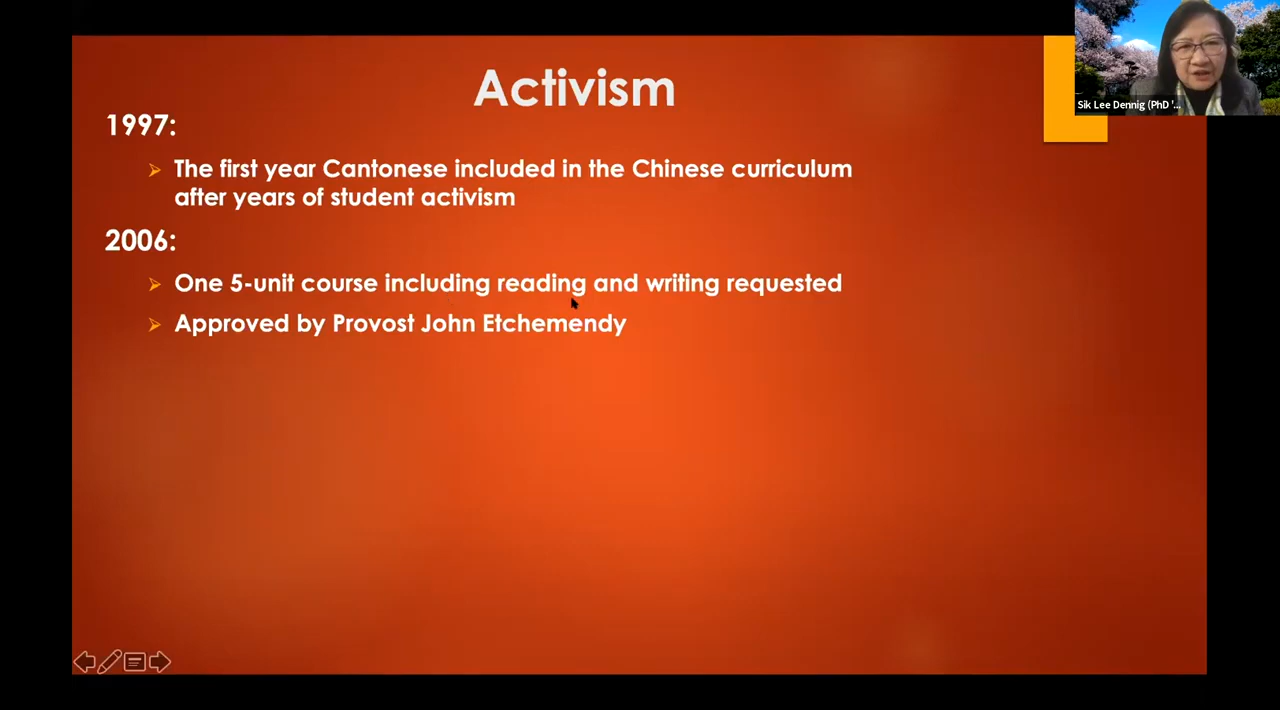 Activism
1997:
The first year Cantonese included in the Chinese curriculum
after years of student activism
2006:
One 5-unit course including reading and writing requested
Approved by Provost John Etchemendy
Sik Lee Dennig (PhD '...